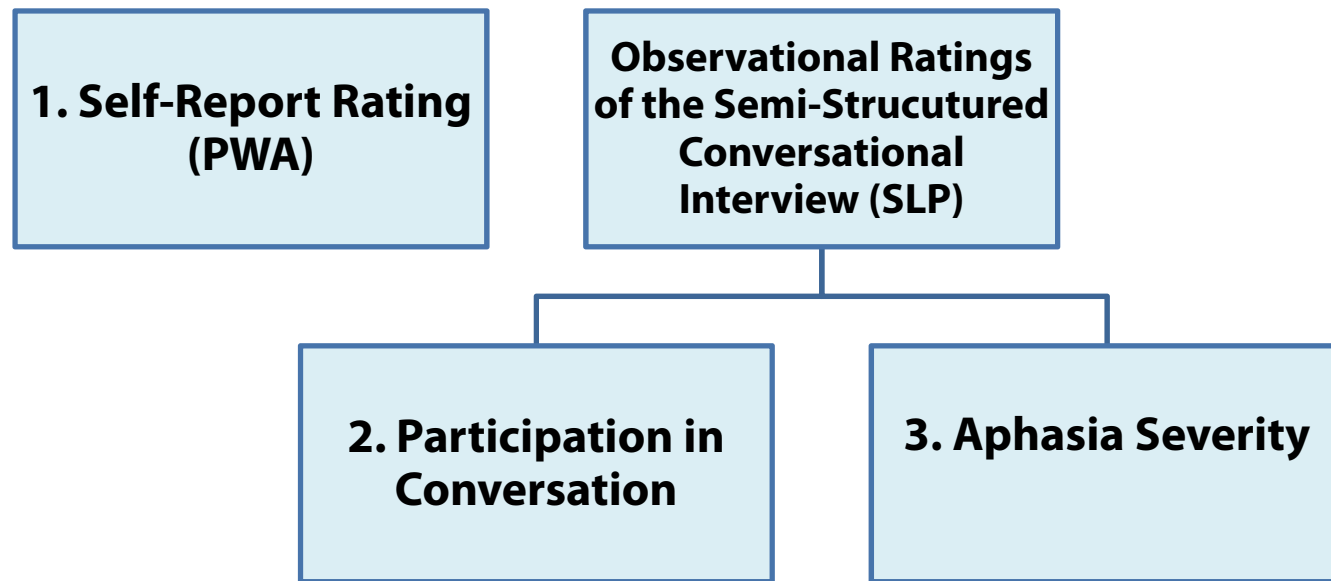 1. Self-Report Rating
(PWA)
Observational Ratings
of the Semi-Strucutured
Conversational
Interview (SLP)
2. Participation in
Conversation
3. Aphasia Severity